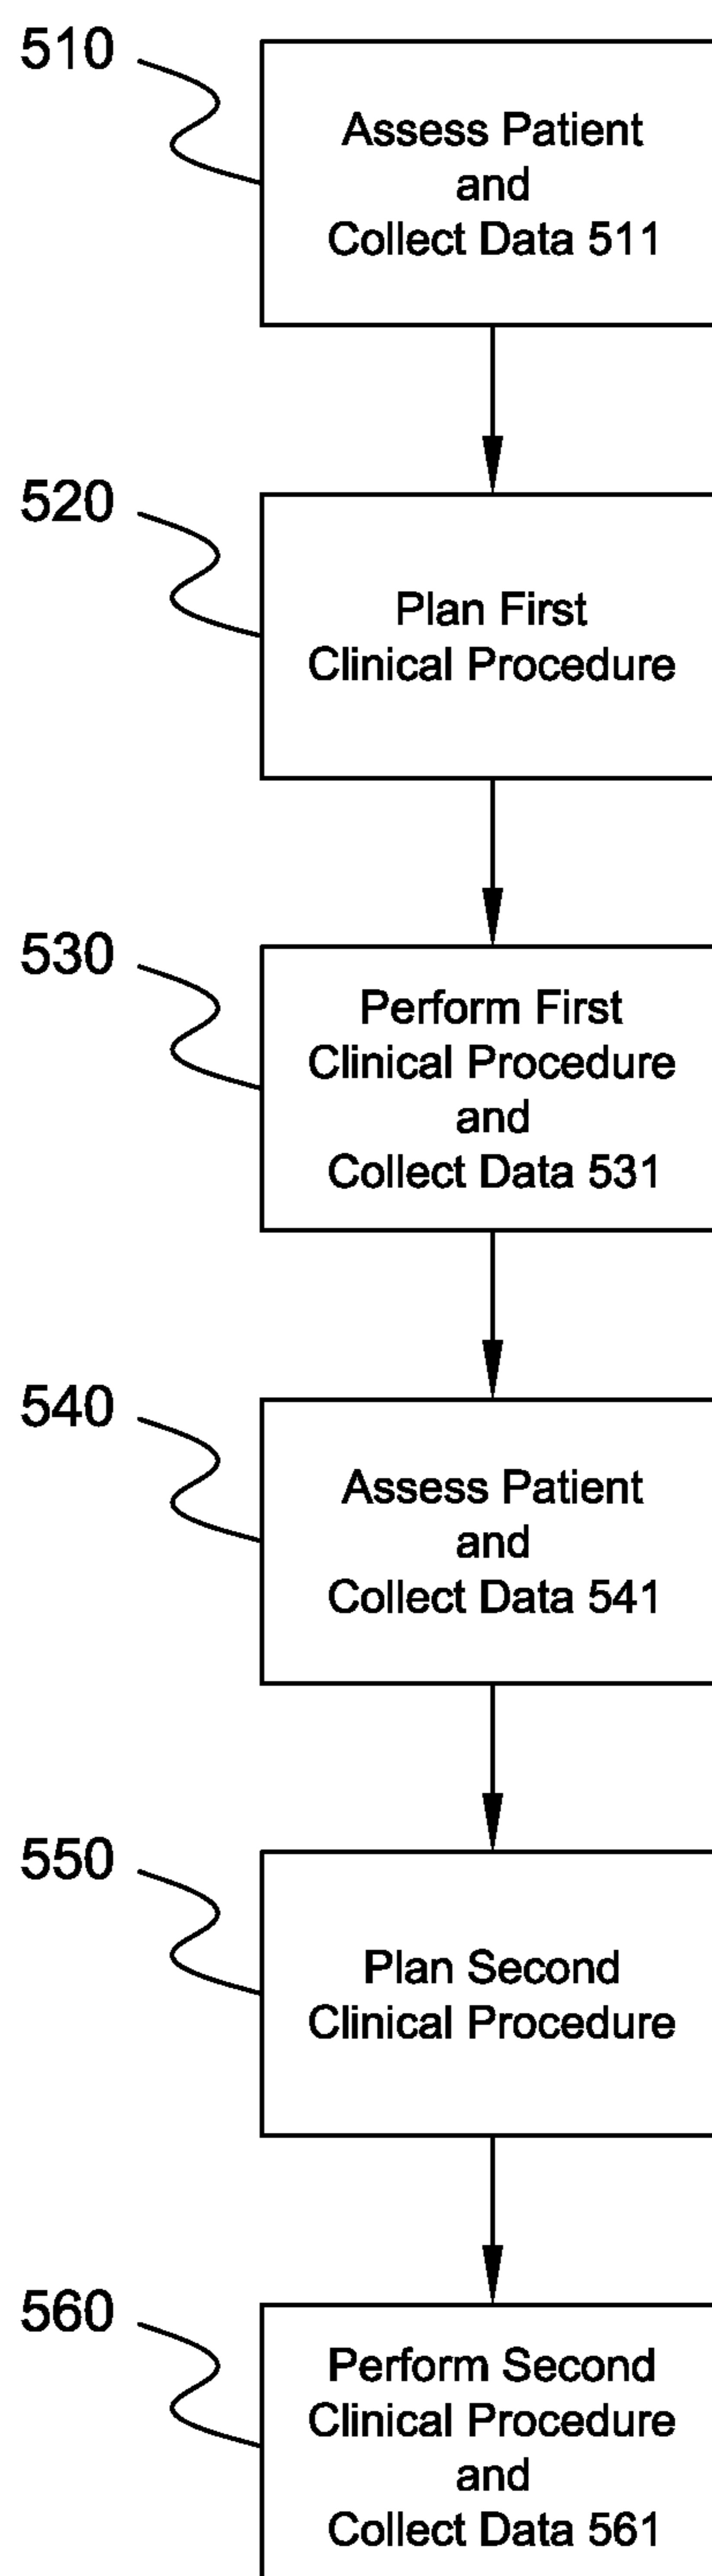 510
Assess Patient
and
Collect Data 511
520
Plan First
Clinical Procedure
530
Perform First
Clinical Procedure
and
Collect Data 531
540
Assess Patient
and
Collect Data 541
550
Plan Second
Clinical Procedure
560
Perform Second
Clinical Procedure
and
Collect Data 561